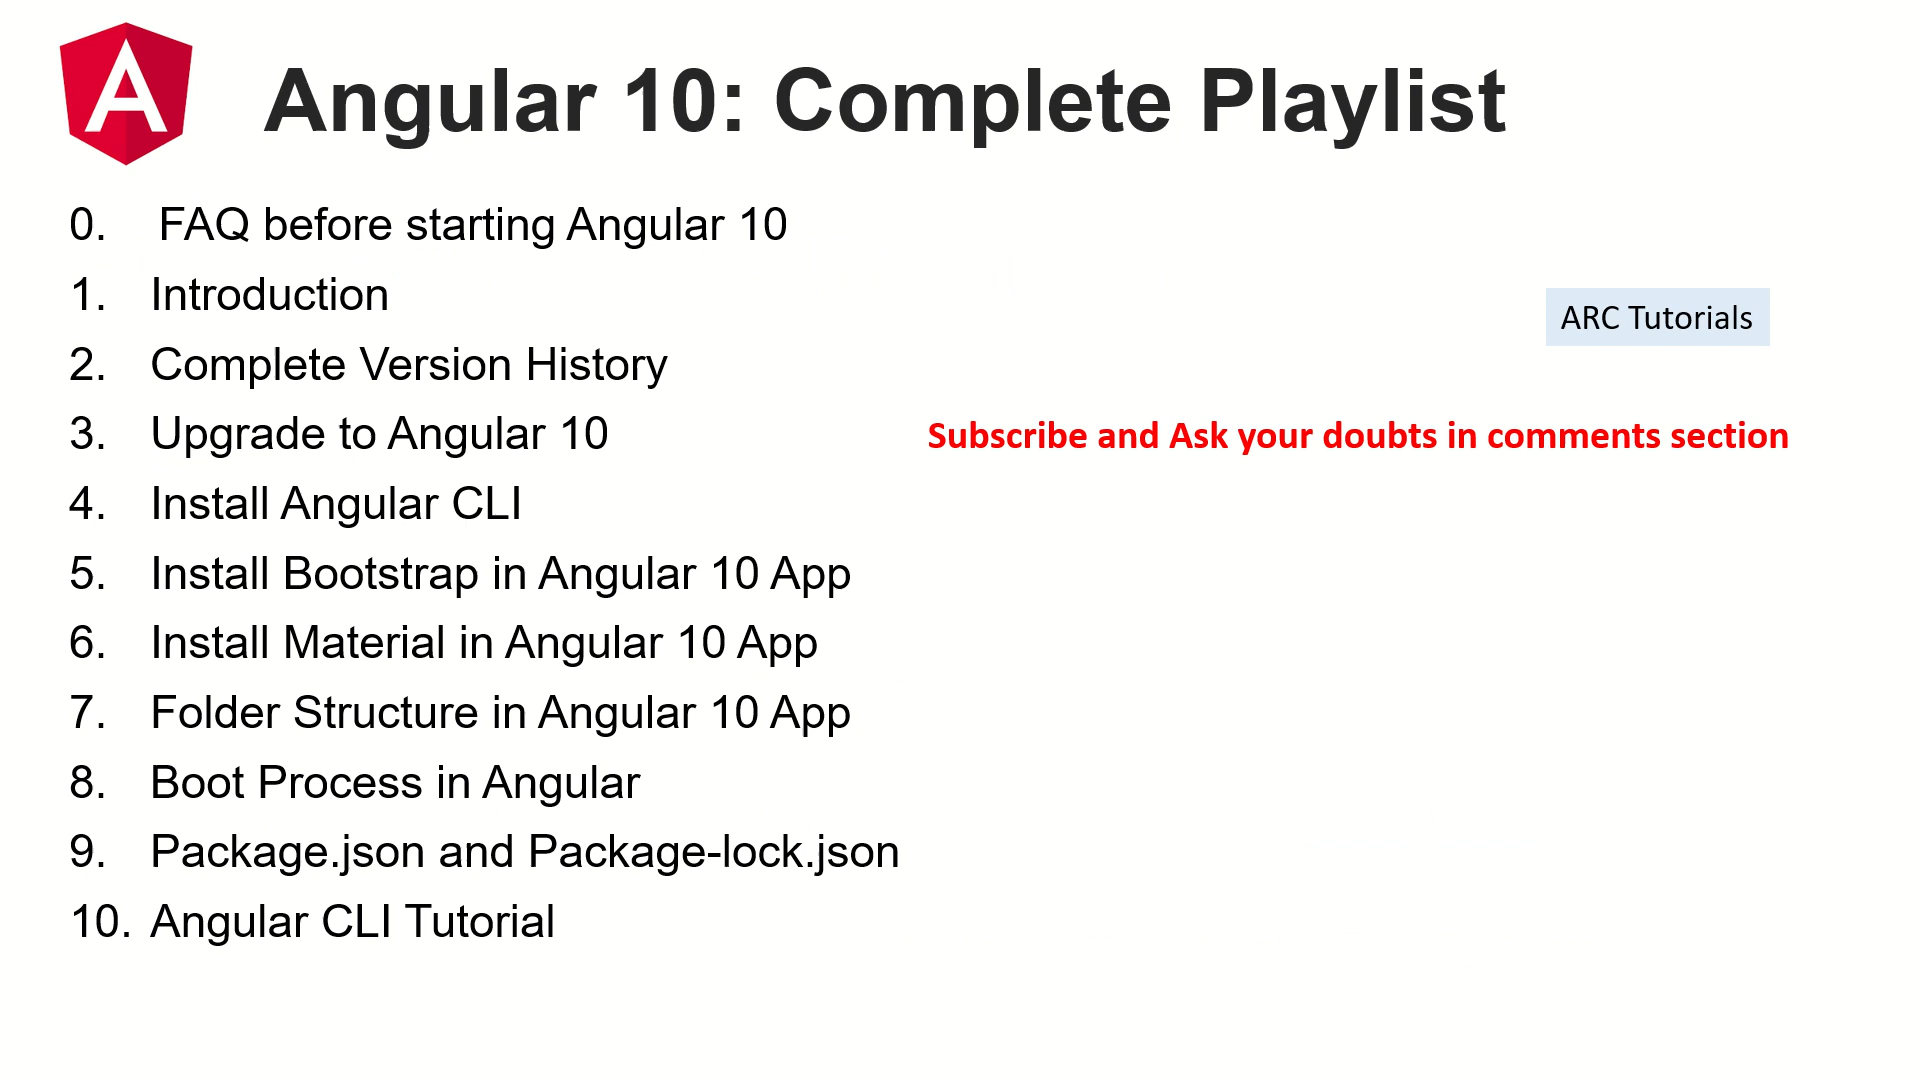 Angular 10: Complete Playlist
0. FAQ before starting Angular 10
1. Introduction
2. Complete Version History
3. Upgrade to Angular 10
4. Install Angular CLI
5. Install Bootstrap in Angular 10 App
6. Install Material in Angular 10 App
7. Folder Structure in Angular 10 App
8. Boot Process in Angular
9. Package.json and Package-lock.json
10. Angular CLI Tutorial
ARC Tutorials
Subscribe and Ask your doubts in comments section